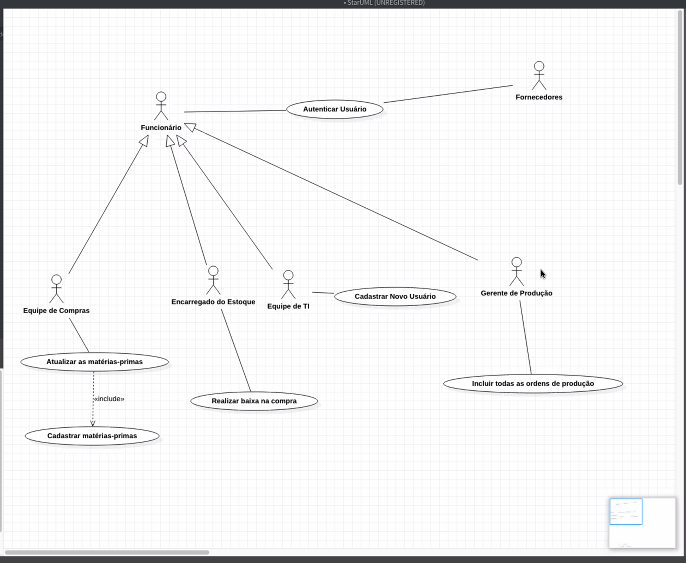 • StarUML (UNREGISTERED)
Fornecedores
Autenticar Usuário
Funcionário
Equipe de Compras
Encarregado do Estoque
Equipe de TI
Cadastrar Novo Usuário
Gerente de Produção
Atualizar as matérias-primas
Incluir todas as ordens de produção
«include»
Realizar baixa na compra
Cadastrar matérias-primas